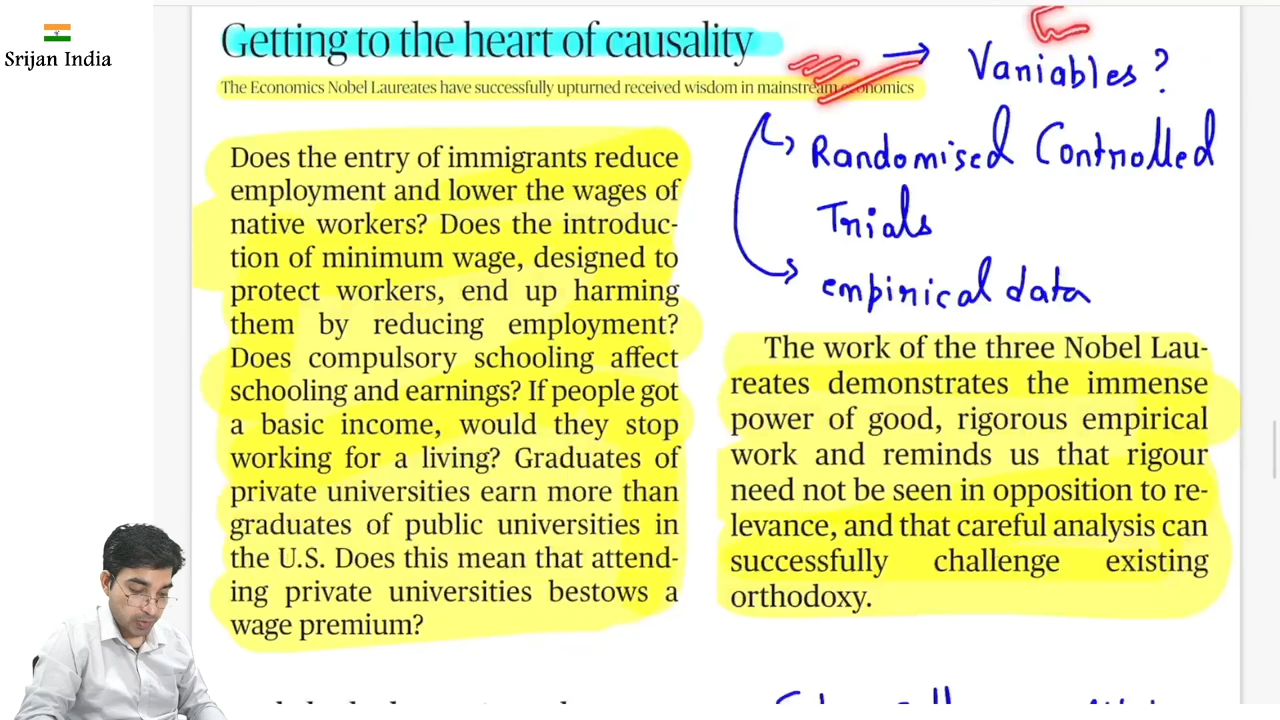 Srijan India
Getting to the heart of causality
The Economics Nobel Laureates have successfully upturned received wisdom in mainstream economics
→ Variables?
Randomised Controlled
Trials
empirical data
Does the entry of immigrants reduce
employment and lower the wages of
native workers? Does the introduc-
tion of minimum wage, designed to
protect workers, end up harming
them by reducing employment?
Does compulsory schooling affect
schooling and earnings? If people got
a basic income, would they stop
working for a living? Graduates of
private universities earn more than
graduates of public universities in
the U.S. Does this mean that attend-
ing private universities bestows a
wage premium?
The work of the three Nobel Lau-
reates demonstrates the immense
power of good, rigorous empirical
work and reminds us that rigour
need not be seen in opposition to re-
levance, and that careful analysis can
successfully challenge existing
orthodoxy.